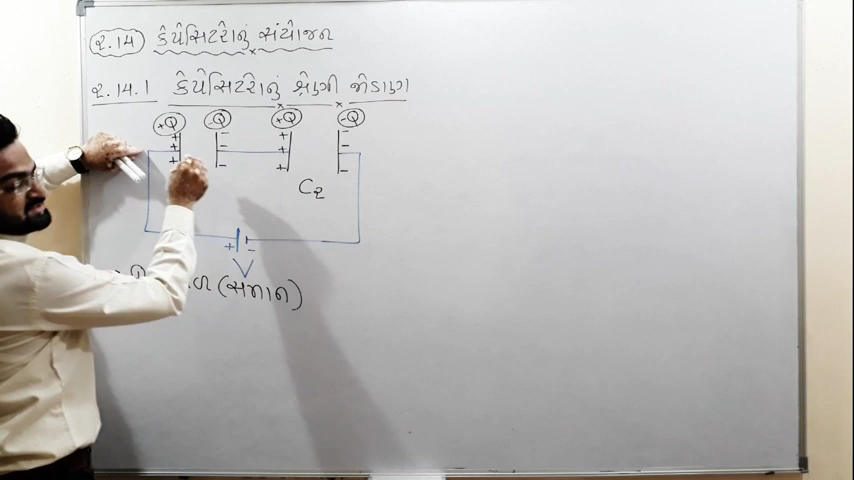 ૨.૧૪ કેપેસિટરોનું સંયોજન
૨.૧૪.૧ કેપેસિટરોનું શ્રેણી જોડાણ
+Q -Q +Q -Q
+ - + -
+ + -
+ - + -
C₂
+ -
V
(સમાન)